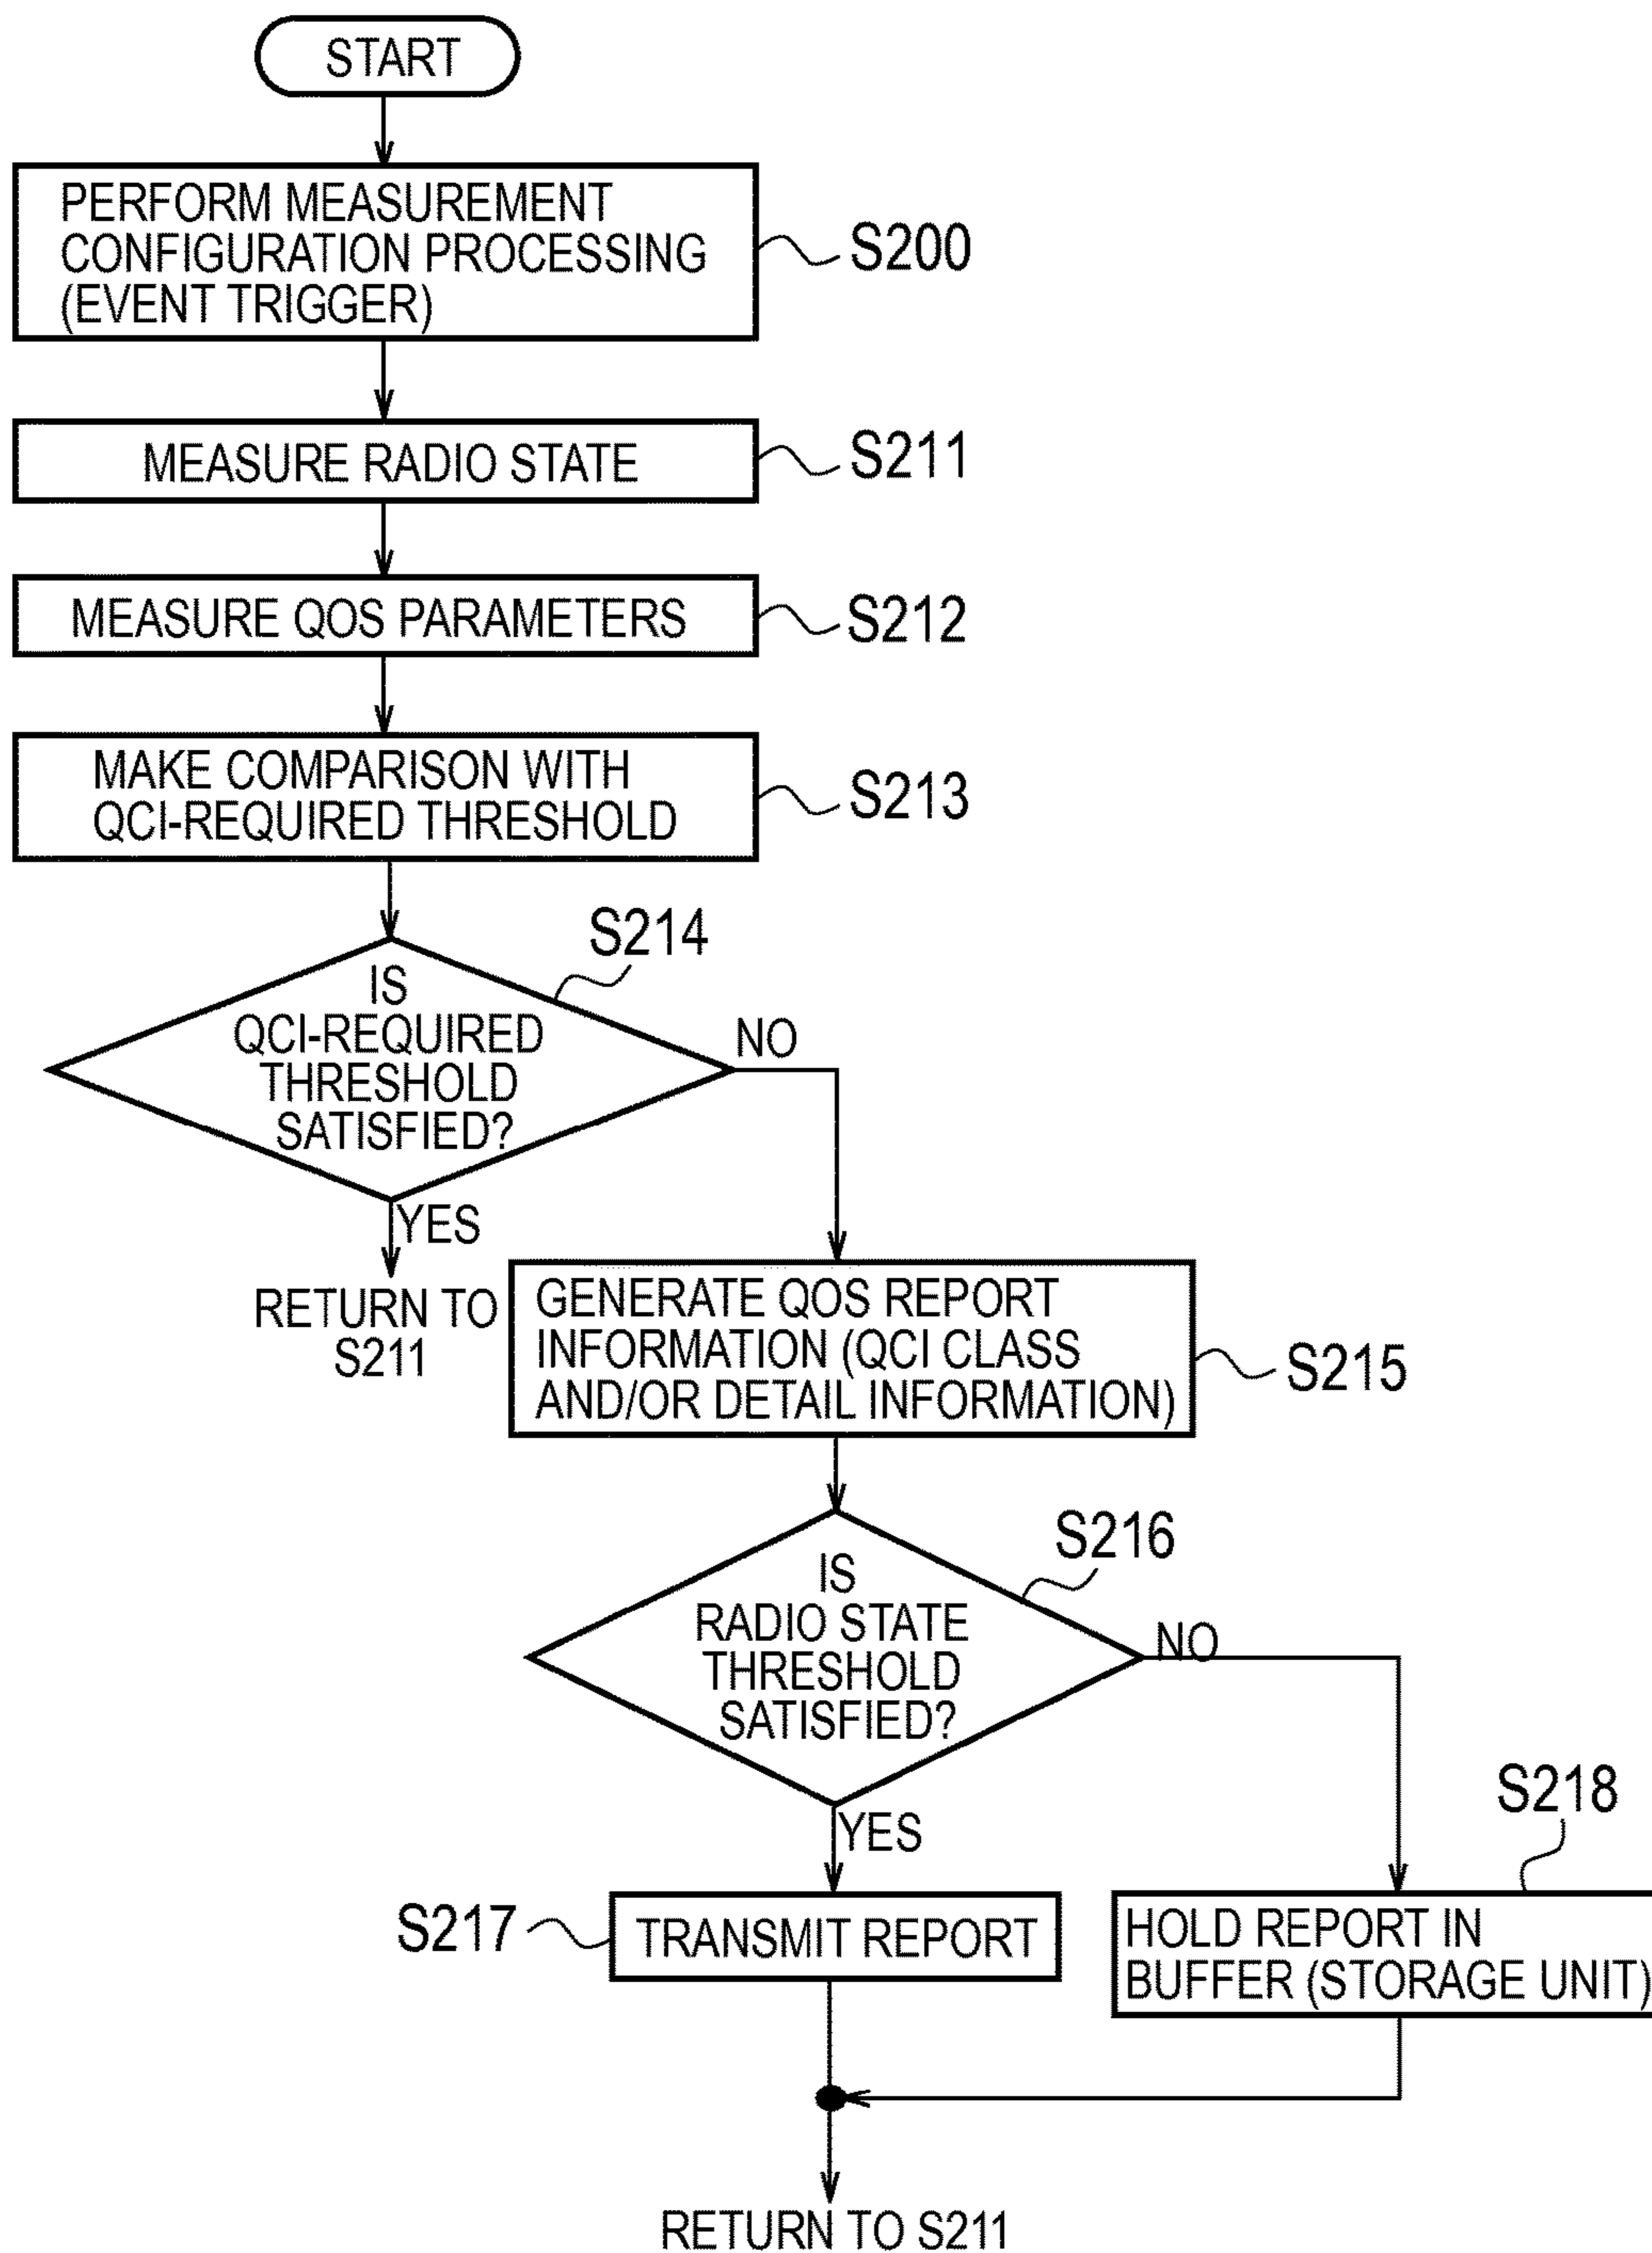 START
PERFORM MEASUREMENT
CONFIGURATION PROCESSING
(EVENT TRIGGER)
S200
MEASURE RADIO STATE
S211
MEASURE QOS PARAMETERS
S212
MAKE COMPARISON WITH
QCI-REQUIRED THRESHOLD
S213
S214
IS
QCI-REQUIRED
THRESHOLD
SATISFIED?
NO
YES
RETURN TO
S211
GENERATE QOS REPORT
INFORMATION (QCI CLASS
AND/OR DETAIL INFORMATION)
S215
S216
IS
RADIO STATE
THRESHOLD
SATISFIED?
NO
YES
S218
S217
TRANSMIT REPORT
HOLD REPORT IN
BUFFER (STORAGE UNIT)
RETURN TO S211